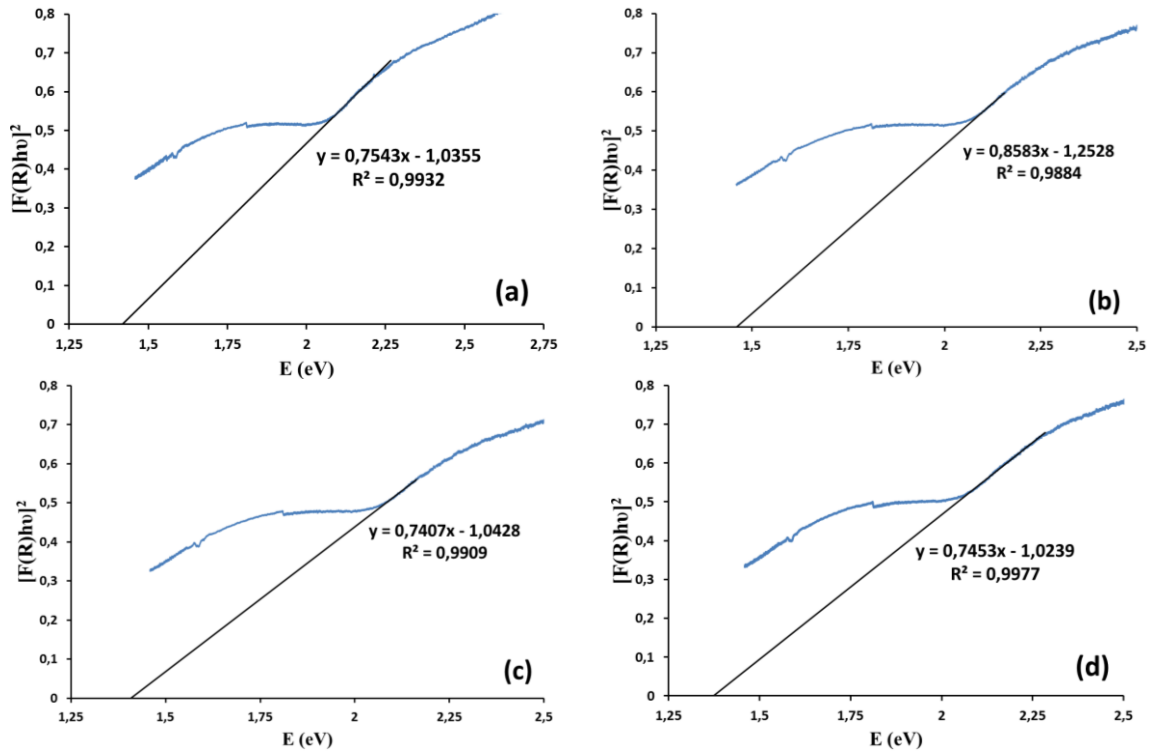 0,8
0,7
0,6
0,5
0,4
0,3
0,2
0,1
0
[F(R)hυ]²
y = 0,7543x - 1,0355
R² = 0,9932
(a)
1,25 1,5 1,75 2 2,25 2,5 2,75
E (eV)
0,8
0,7
0,6
0,5
0,4
0,3
0,2
0,1
0
[F(R)hυ]²
y = 0,8583x - 1,2528
R² = 0,9884
(b)
1,25 1,5 1,75 2 2,25 2,5
E (eV)
0,8
0,7
0,6
0,5
0,4
0,3
0,2
0,1
0
[F(R)hυ]²
y = 0,7407x - 1,0428
R² = 0,9909
(c)
1,25 1,5 1,75 2 2,25 2,5
E (eV)
0,8
0,7
0,6
0,5
0,4
0,3
0,2
0,1
0
[F(R)hυ]²
y = 0,7453x - 1,0239
R² = 0,9977
(d)
1,25 1,5 1,75 2 2,25 2,5
E (eV)